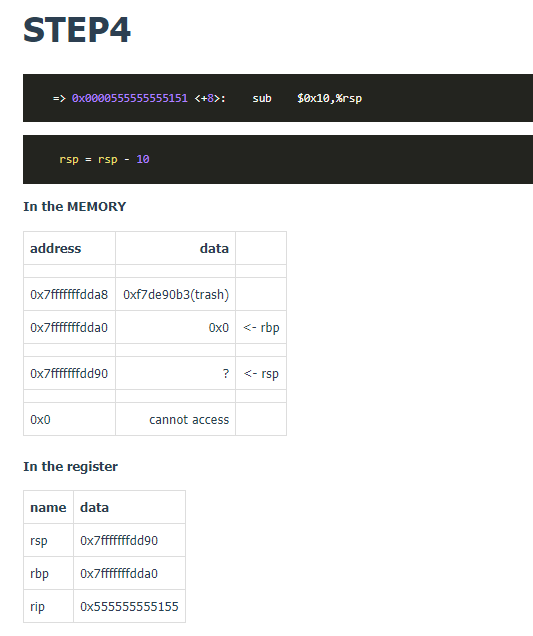 STEP4
=> 0x0000555555555151 <+8>: sub $0x10,%rsp
rsp = rsp - 10
In the MEMORY
address data
0x7fffffffdda8 0xf7de90b3(trash)
0x7fffffffdda0 0x0 <- rbp
0x7fffffffdd90 ? <- rsp
0x0 cannot access
In the register
name data
rsp 0x7fffffffdd90
rbp 0x7fffffffdda0
rip 0x555555555155